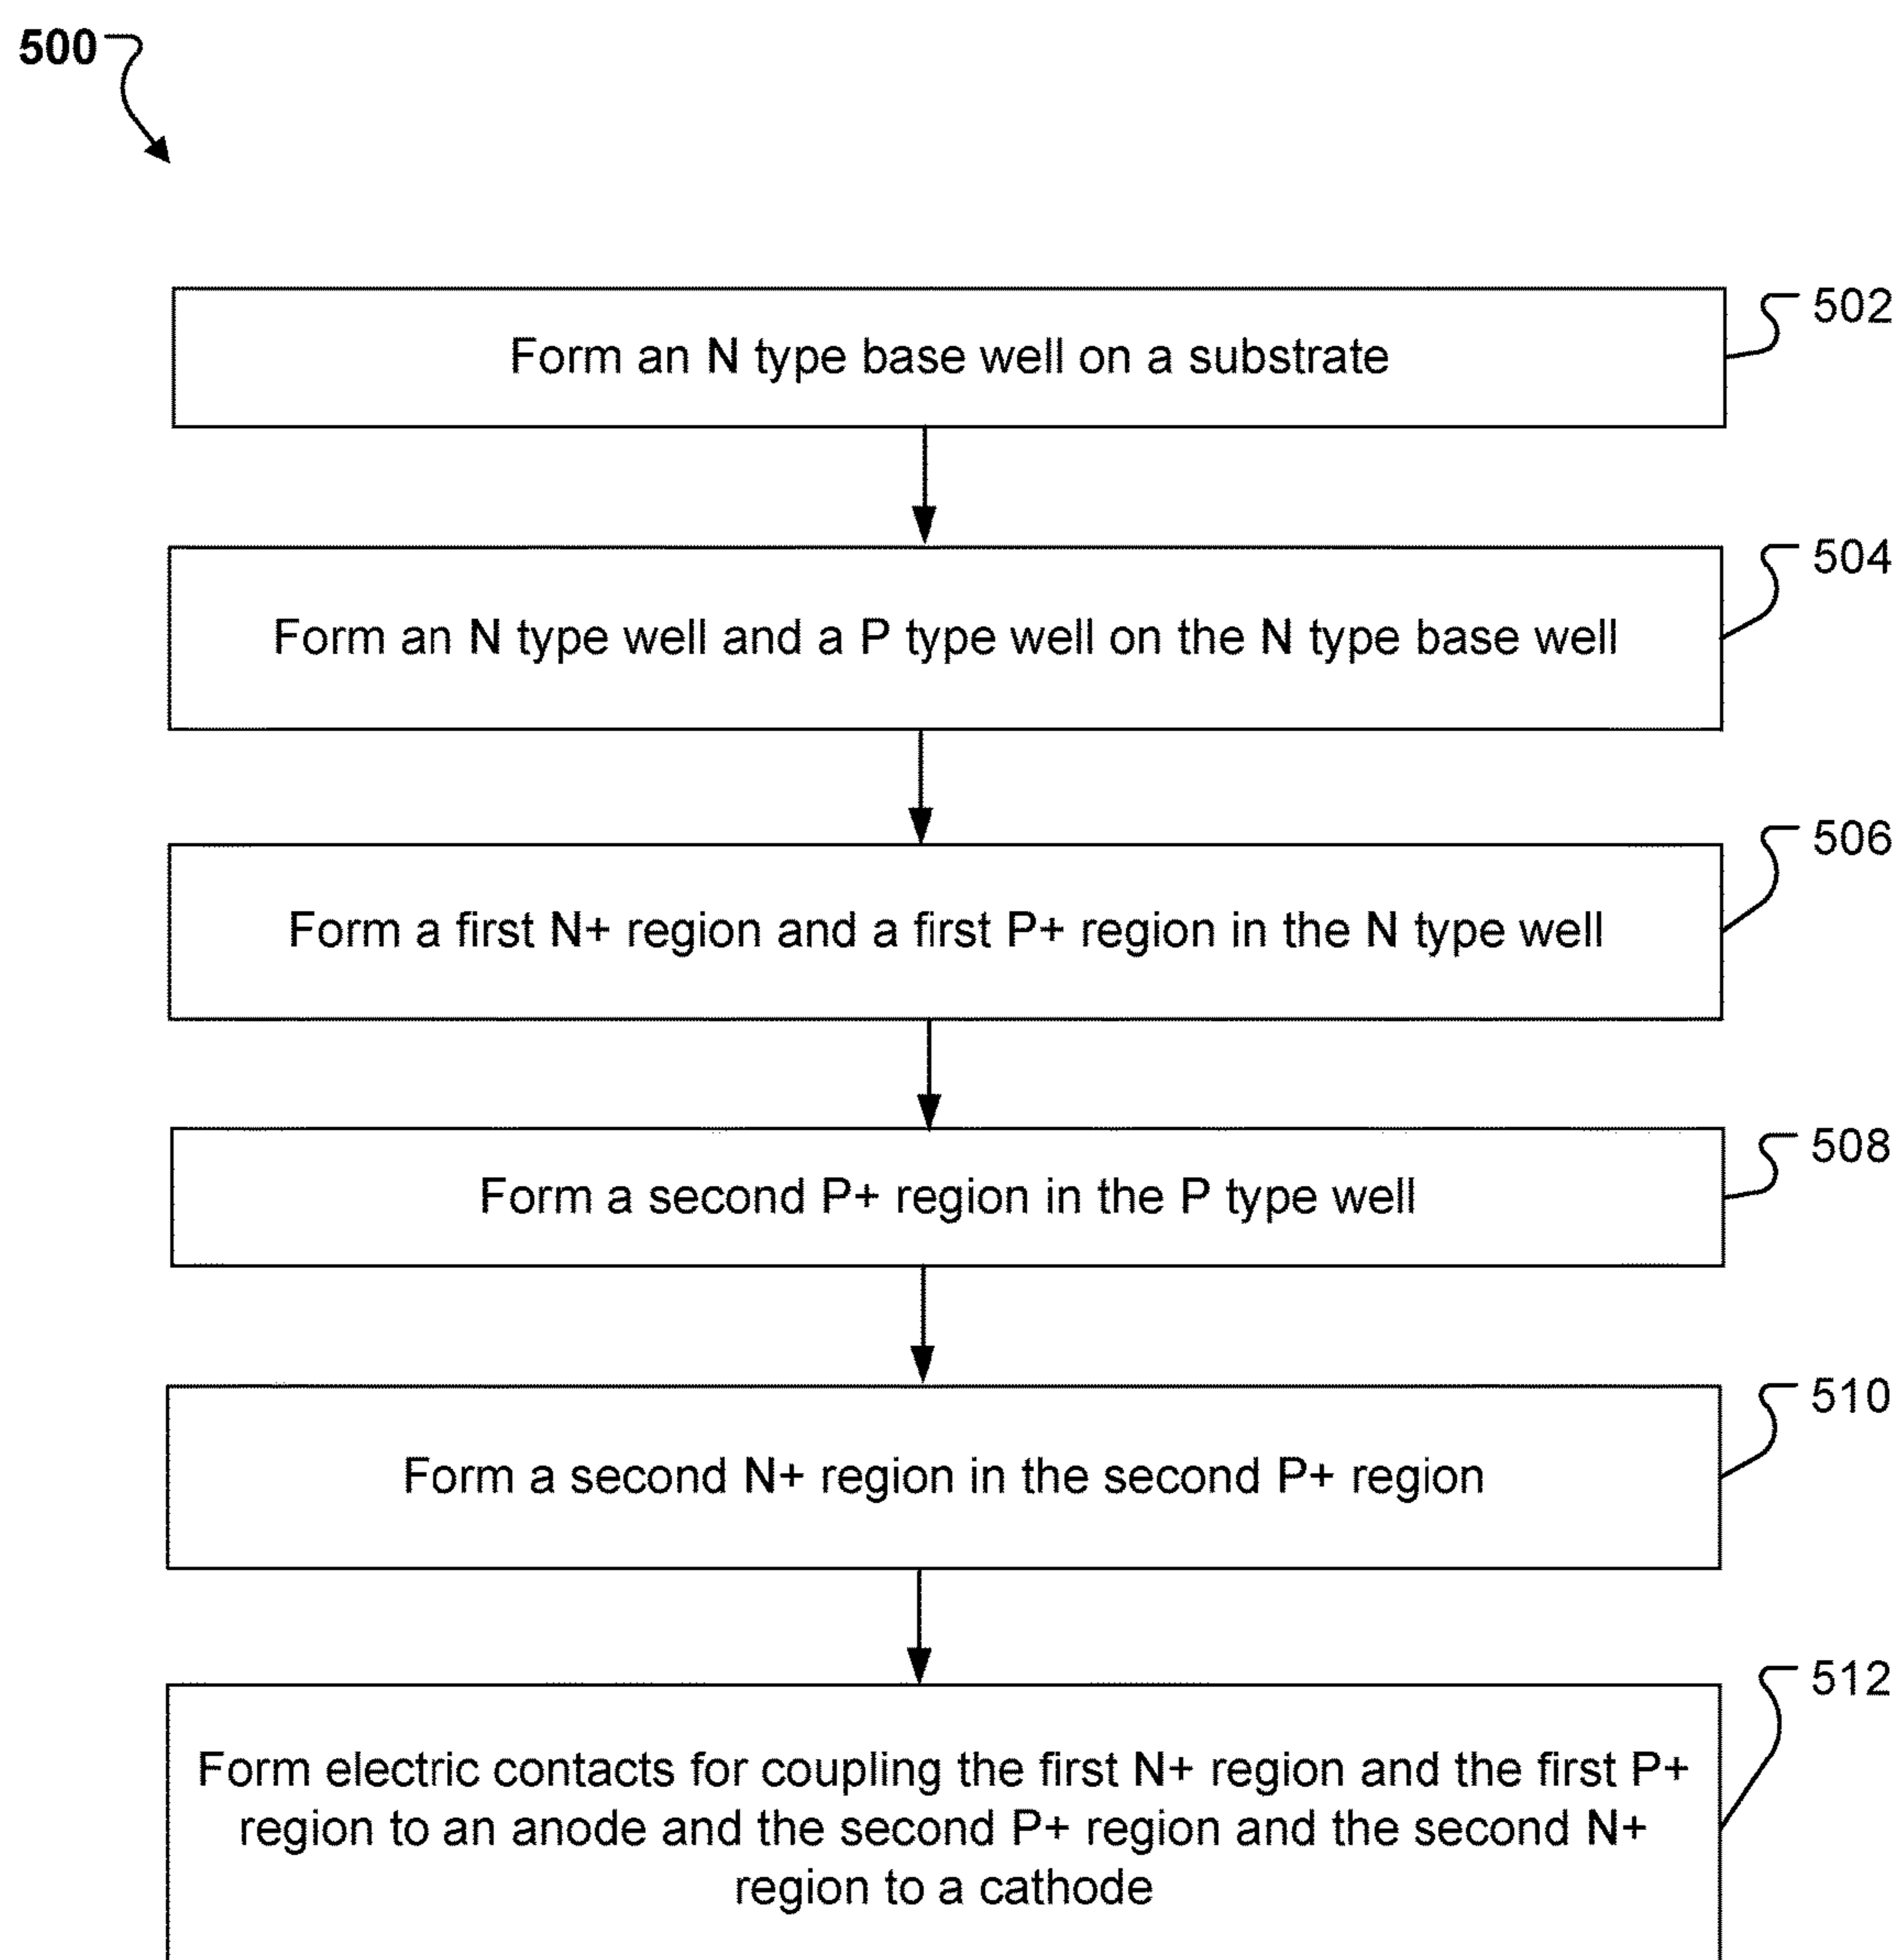 500
502
Form an N type base well on a substrate
504
Form an N type well and a P type well on the N type base well
506
Form a first N+ region and a first P+ region in the N type well
508
Form a second P+ region in the P type well
510
Form a second N+ region in the second P+ region
512
Form electric contacts for coupling the first N+ region and the first P+
region to an anode and the second P+ region and the second N+
region to a cathode